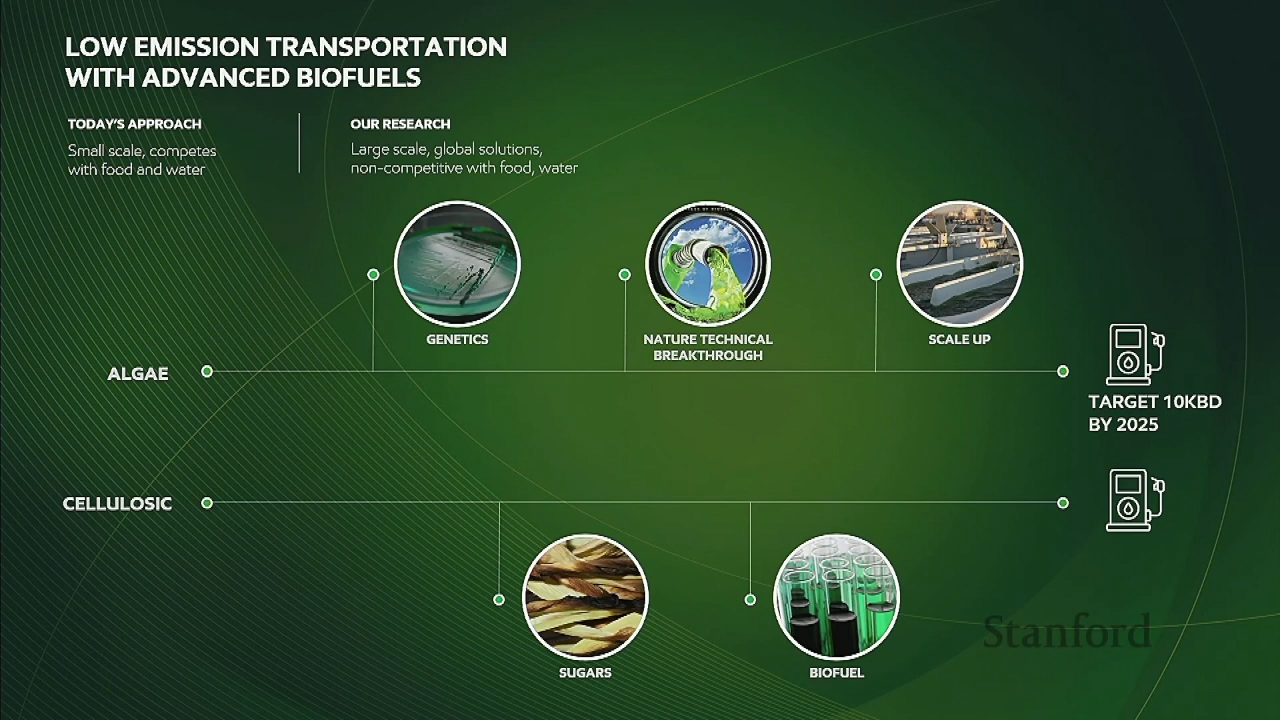 LOW EMISSION TRANSPORTATION
WITH ADVANCED BIOFUELS
TODAY'S APPROACH
Small scale, competes
with food and water
OUR RESEARCH
Large scale, global solutions,
non-competitive with food, water
GENETICS
NATURE TECHNICAL
BREAKTHROUGH
SCALE UP
ALGAE
TARGET 10KBD
BY 2025
CELLULOSIC
SUGARS
BIOFUEL
Stanford